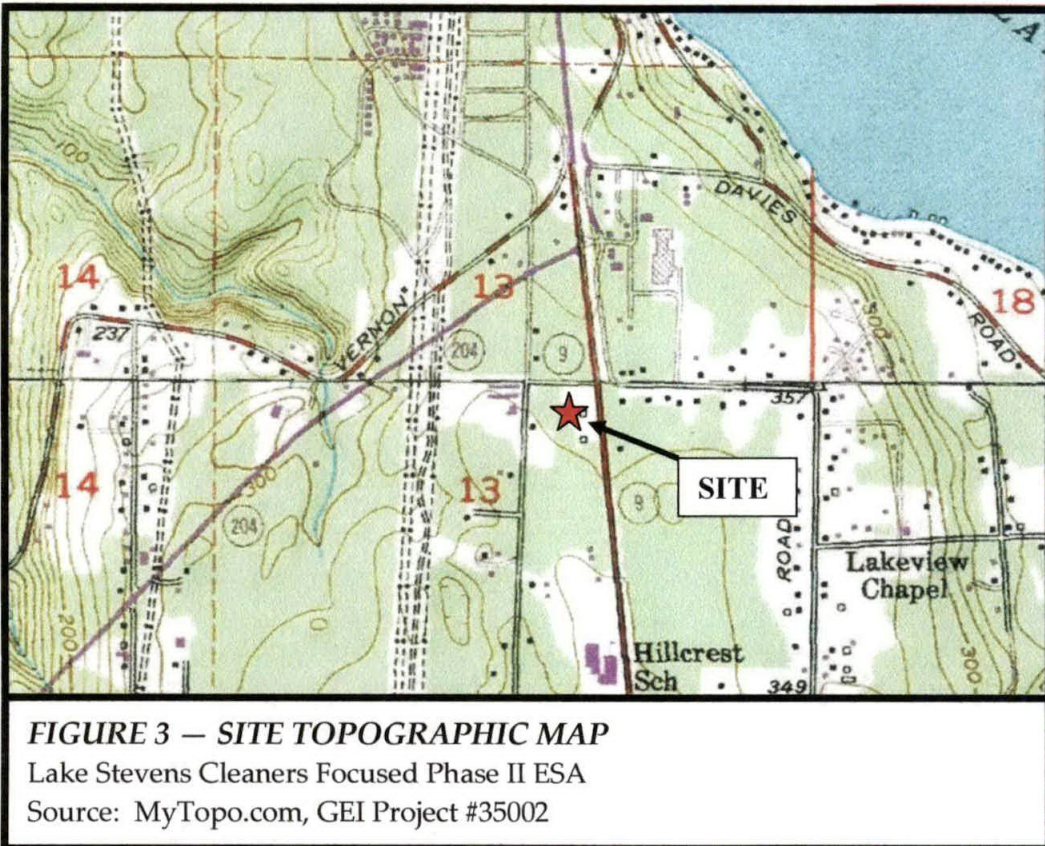 LA
100
DAVIES
14
13
VERNON
18
ROAD
237
204
9
300
357
14
13
SITE
300
9
204
ROAD
Lakeview
Chapel
200
Hillcrest
Sch
349
300
FIGURE 3 — SITE TOPOGRAPHIC MAP
Lake Stevens Cleaners Focused Phase II ESA
Source: MyTopo.com, GEI Project #35002